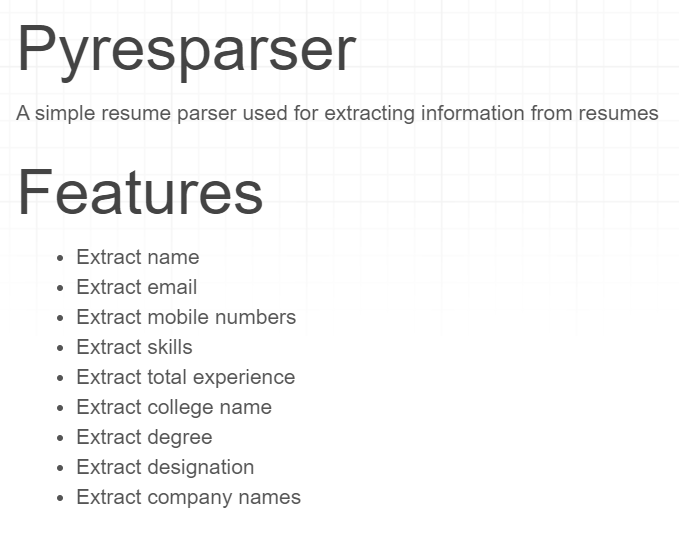 Pyresparser
A simple resume parser used for extracting information from resumes
Features
• Extract name
• Extract email
• Extract mobile numbers
• Extract skills
• Extract total experience
• Extract college name
• Extract degree
• Extract designation
• Extract company names